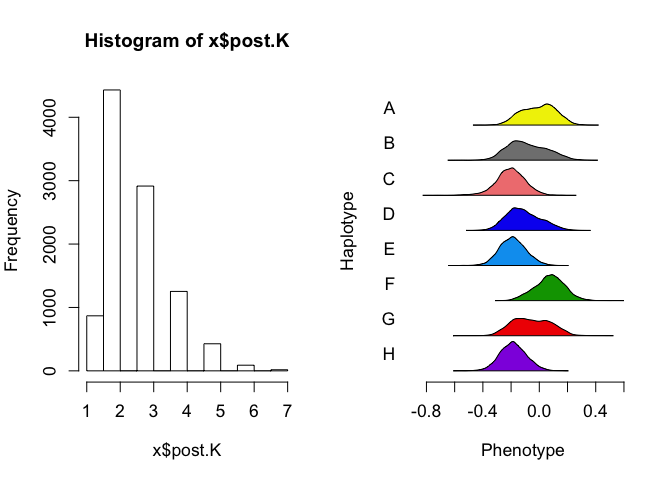 Histogram of x$post.K
Frequency
0
1000
2000
3000
4000
1 2 3 4 5 6 7
x$post.K
Haplotype
A
B
C
D
E
F
G
H
-0.8 -0.4 0.0 0.4
Phenotype